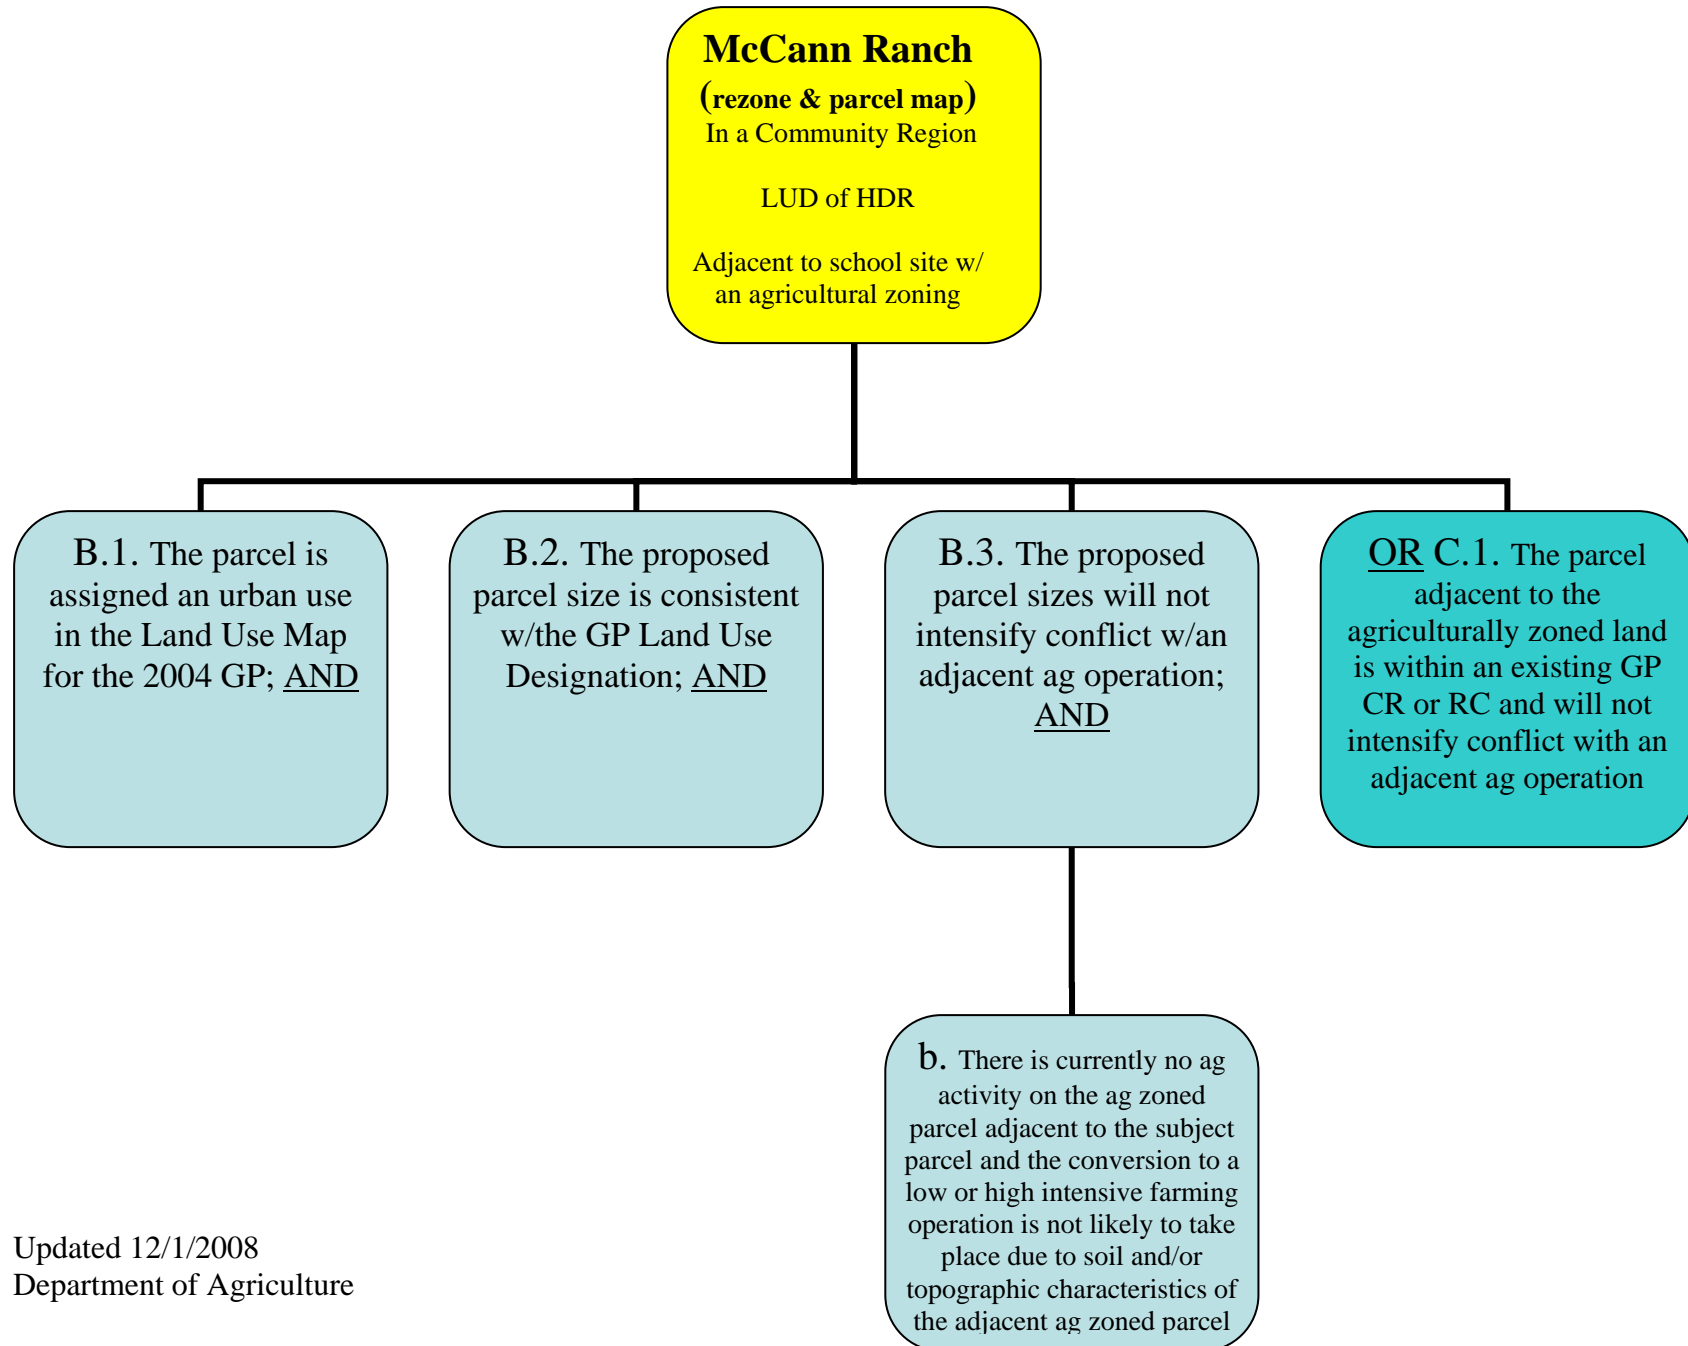 McCann Ranch
(rezone & parcel map)
In a Community Region
LUD of HDR
Adjacent to school site w/
an agricultural zoning
B.1. The parcel is
assigned an urban use
in the Land Use Map
for the 2004 GP; AND
B.2. The proposed
parcel size is consistent
w/the GP Land Use
Designation; AND
B.3. The proposed
parcel sizes will not
intensify conflict w/an
adjacent ag operation;
AND
OR C.1. The parcel
adjacent to the
agriculturally zoned land
is within an existing GP
CR or RC and will not
intensify conflict with an
adjacent ag operation
b. There is currently no ag
activity on the ag zoned
parcel adjacent to the subject
parcel and the conversion to a
low or high intensive farming
operation is not likely to take
place due to soil and/or
topographic characteristics of
the adjacent ag zoned parcel
Updated 12/1/2008
Department of Agriculture